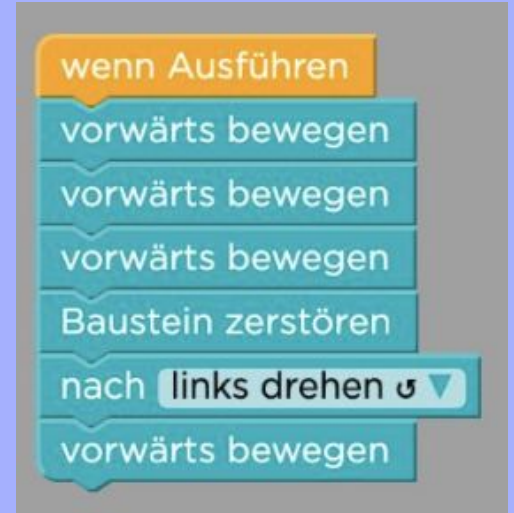 wenn Ausführen
vorwärts bewegen
vorwärts bewegen
vorwärts bewegen
Baustein zerstören
nach links drehen ↺ ▼
vorwärts bewegen